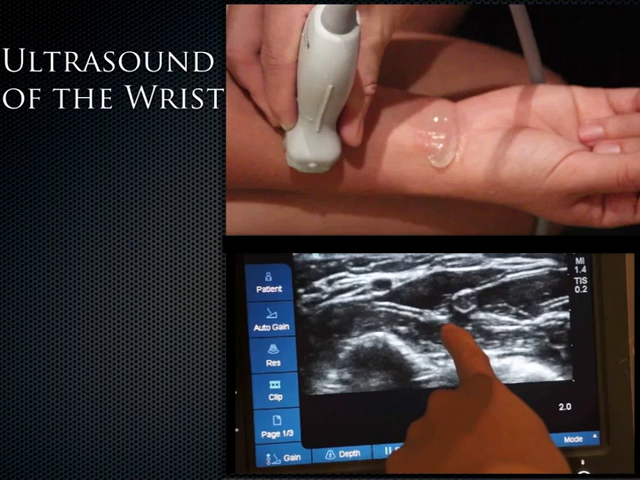 ULTRASOUND
OF THE WRIST
MI
1.4
TIS
0.2
Patient
Auto Gain
Res
Clip
Page 1/3
2.0
Gain
Depth
Mode